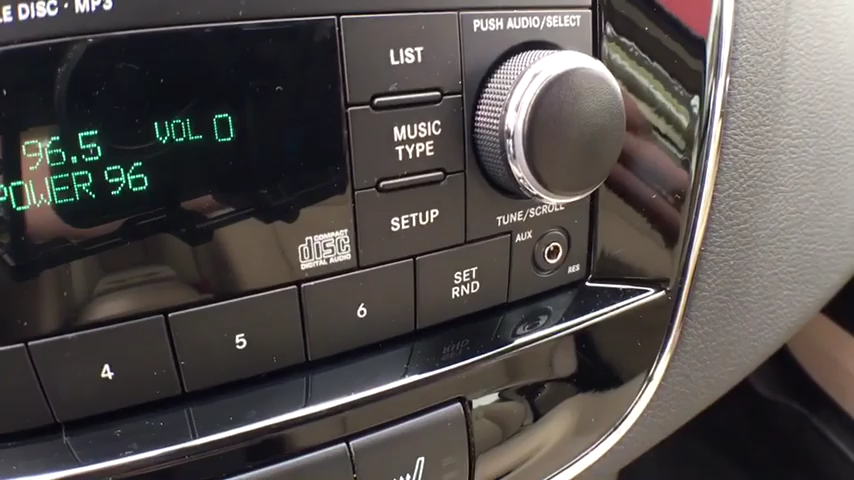 LE DISC · MP3
PUSH AUDIO/SELECT
LIST
MUSIC
TYPE
SETUP
96.5 VOL 0
POWER 96
COMPACT
disc
DIGITAL AUDIO
TUNE/SCROLL
AUX
RES
SET
RND
4
5
6